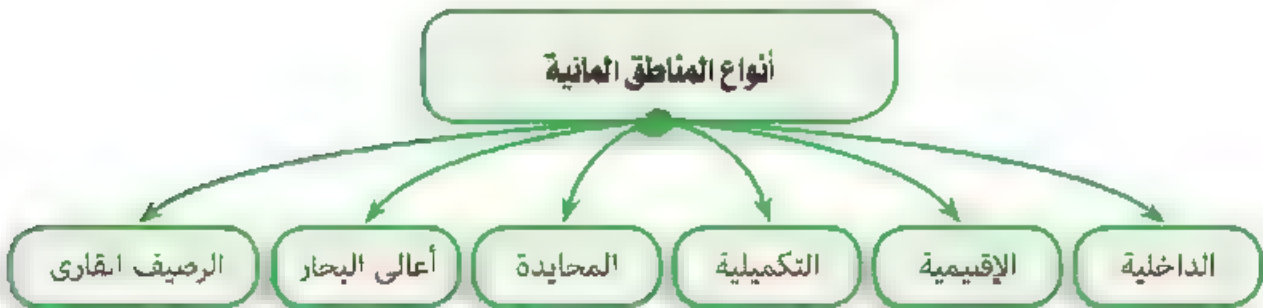 أنواع المناطق المائية
الداخلية
الإقليمية
التكميلية
المحايدة
أعالى البحار
الرصيف القارى